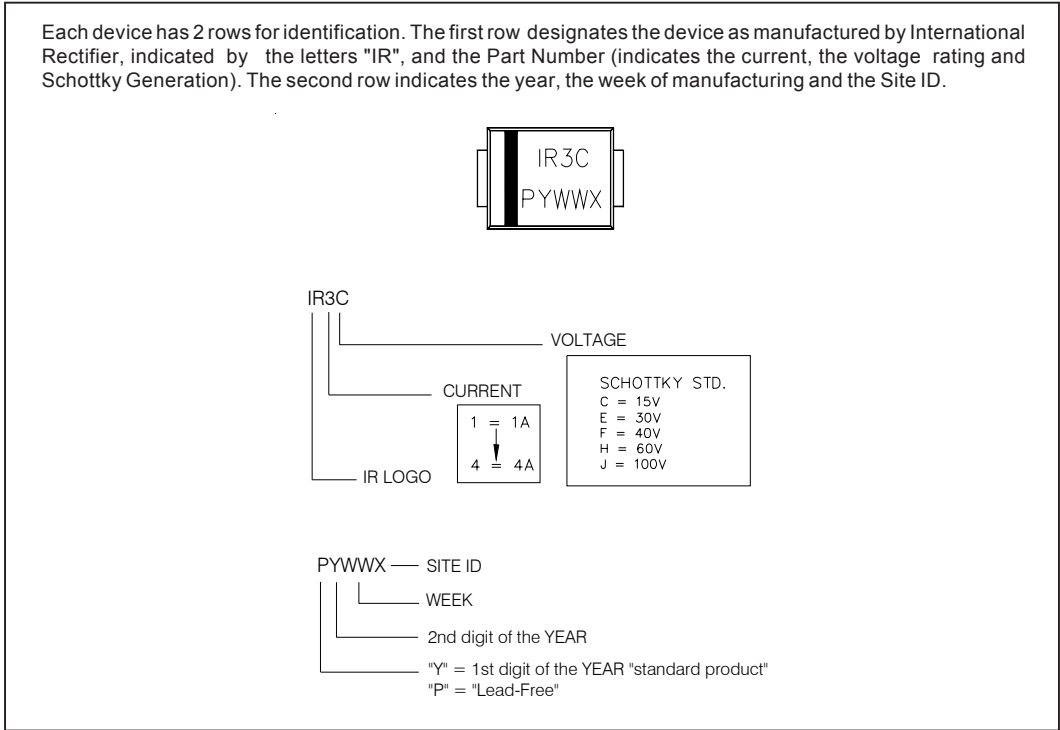 Each device has 2 rows for identification. The first row designates the device as manufactured by International
Rectifier, indicated by the letters "IR", and the Part Number (indicates the current, the voltage rating and
Schottky Generation). The second row indicates the year, the week of manufacturing and the Site ID.
IR3C
PYWWX
IR3C
VOLTAGE
SCHOTTKY STD.
C = 15V
E = 30V
F = 40V
H = 60V
J = 100V
CURRENT
1 = 1A
4 = 4A
IR LOGO
PYWWX
SITE ID
WEEK
2nd digit of the YEAR
"Y" = 1st digit of the YEAR "standard product"
"P" = "Lead-Free"